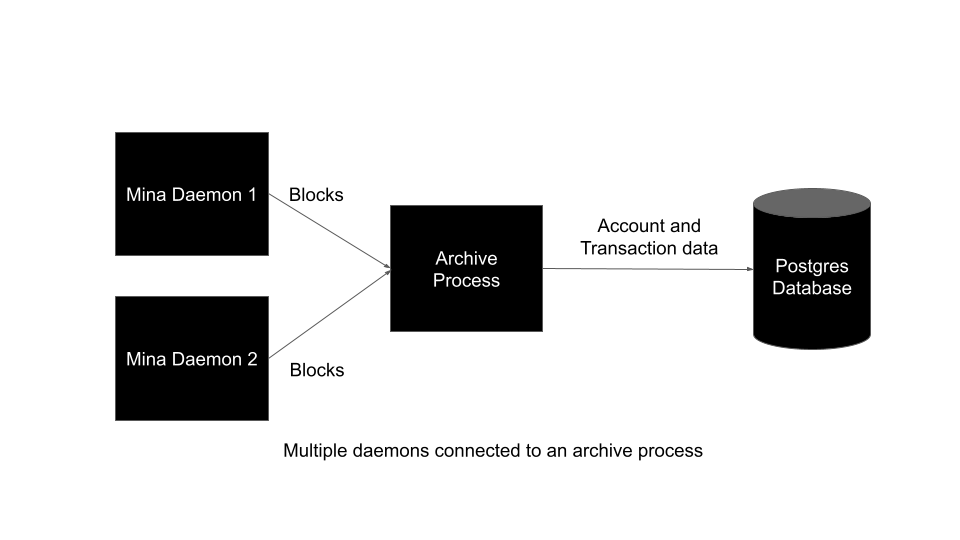 Mina Daemon 1
Blocks
Archive
Process
Account and
Transaction data
Postgres
Database
Mina Daemon 2
Blocks
Multiple daemons connected to an archive process